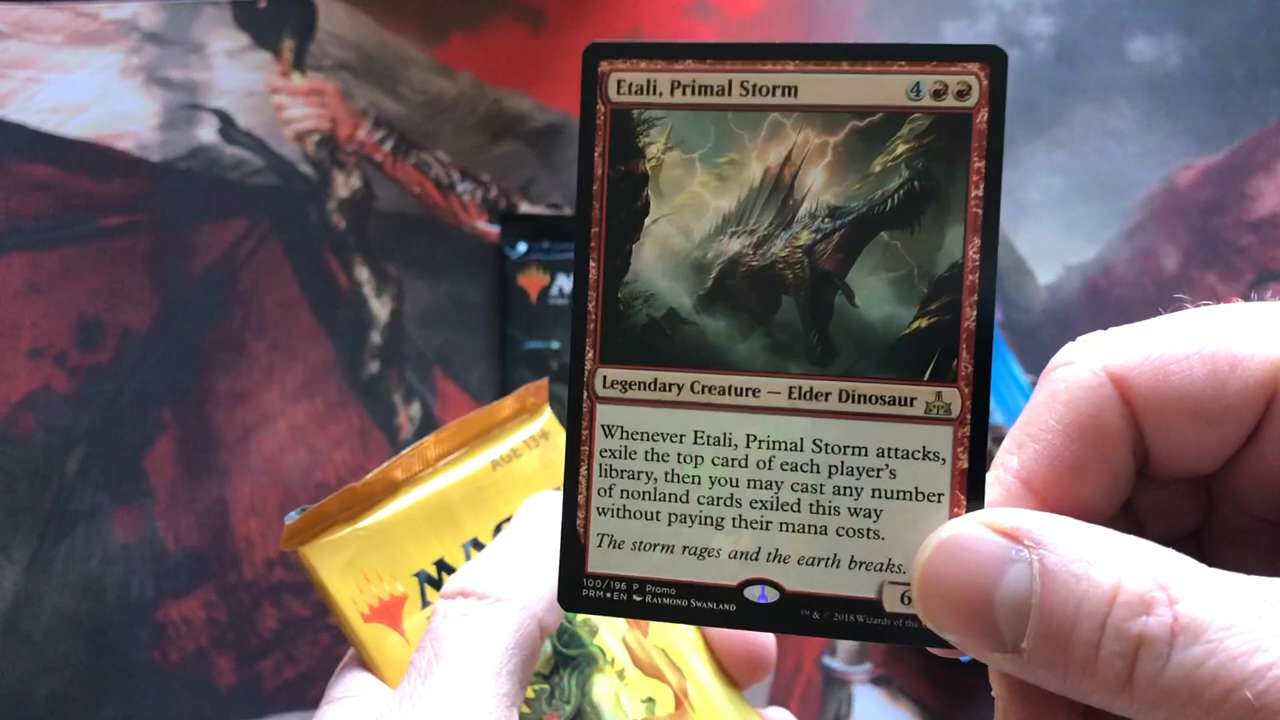 Etali, Primal Storm
4
Legendary Creature — Elder Dinosaur
Whenever Etali, Primal Storm attacks,
exile the top card of each player's
library, then you may cast any number
of nonland cards exiled this way
without paying their mana costs.
The storm rages and the earth breaks.
6
100/196 P Promo
PRM★EN RAYMOND SWANLAND
™ & © 2018 Wizards of the
AGE 13+